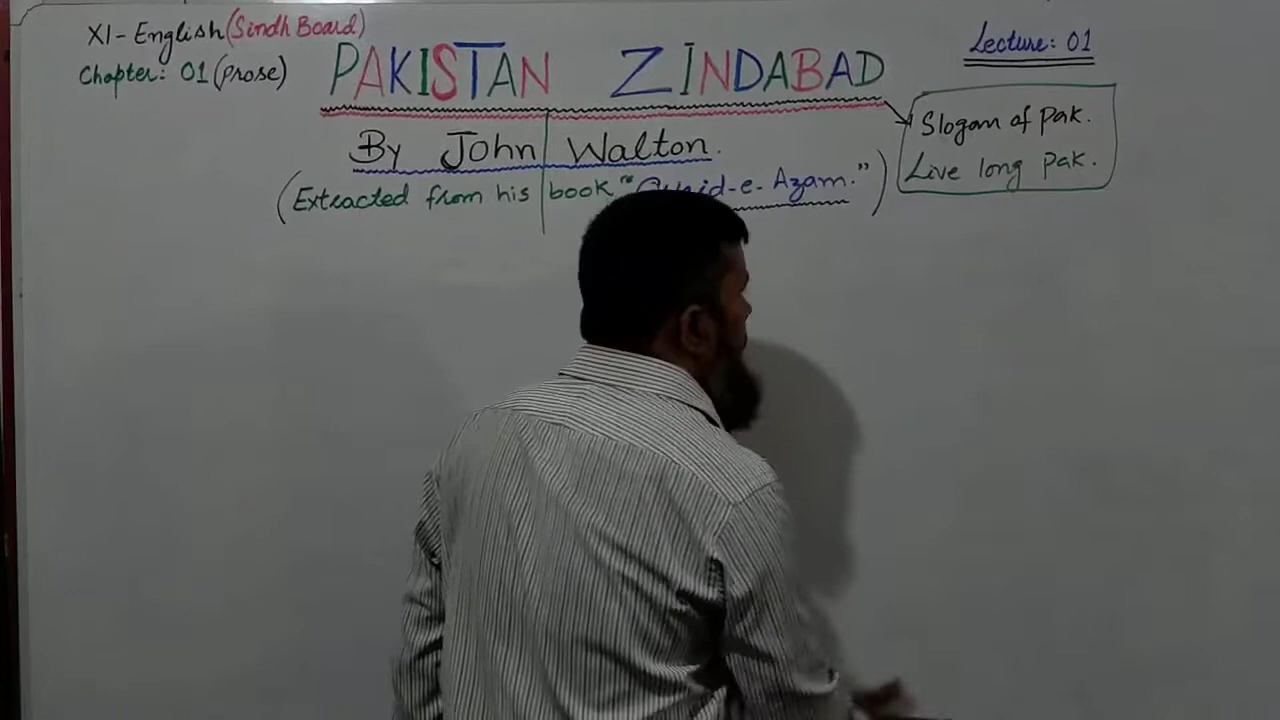 XI- English (Sindh Board)
Chapter: 01 (prose)
PAKISTAN ZINDABAD
Lecture: 01
Slogan of Pak.
Live long Pak.
By John Walton.
(Extracted from his book "Quaid-e-Azam.")